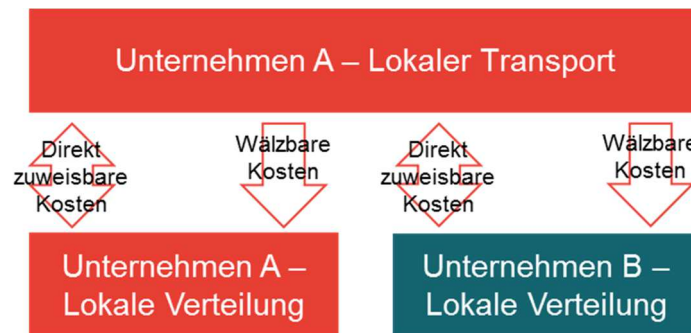 Unternehmen A – Lokaler Transport
Direkt
zuweisbare
Kosten
Wälzbare
Kosten
Direkt
zuweisbare
Kosten
Wälzbare
Kosten
Unternehmen A –
Lokale Verteilung
Unternehmen B –
Lokale Verteilung